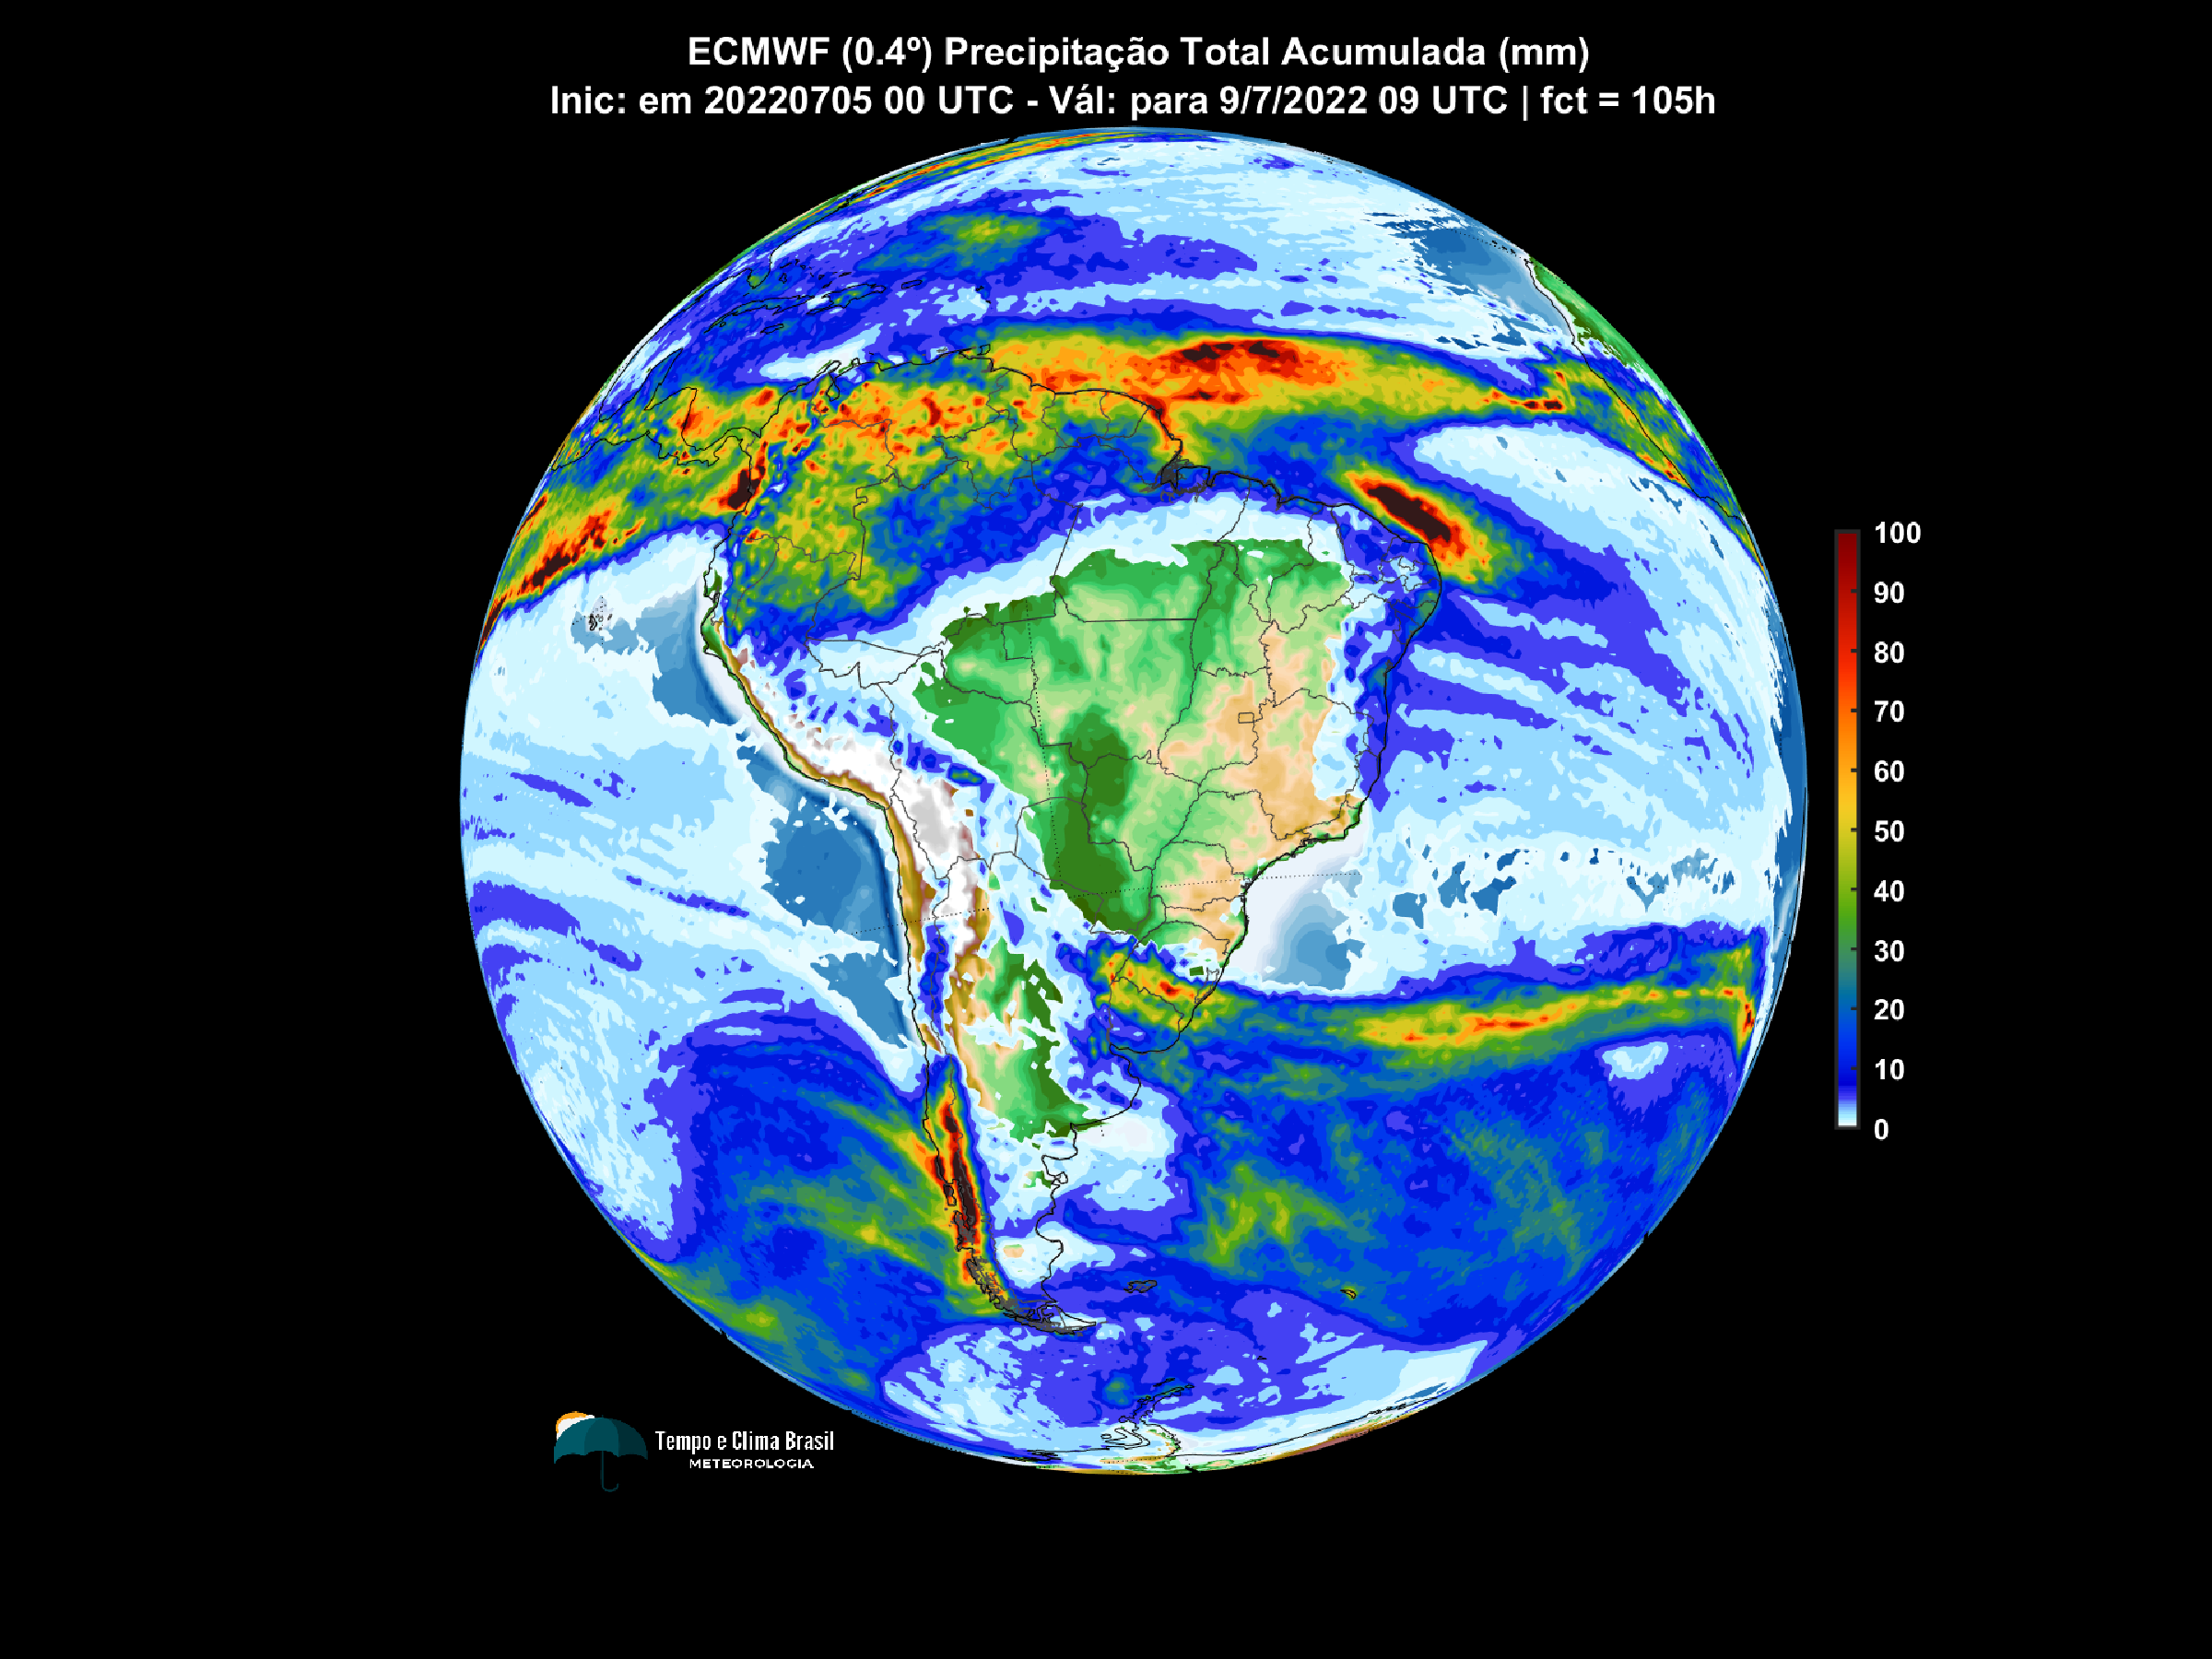 ECMWF (0.4º) Precipitação Total Acumulada (mm)
Inic: em 20220705 00 UTC - Vál: para 9/7/2022 09 UTC | fct = 105h
100
90
80
70
60
50
40
30
20
10
0
Tempo e Clima Brasil
METEOROLOGIA